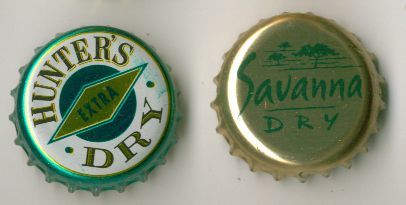 HUNTER'S
EXTRA
· DRY ·
Savanna
DRY